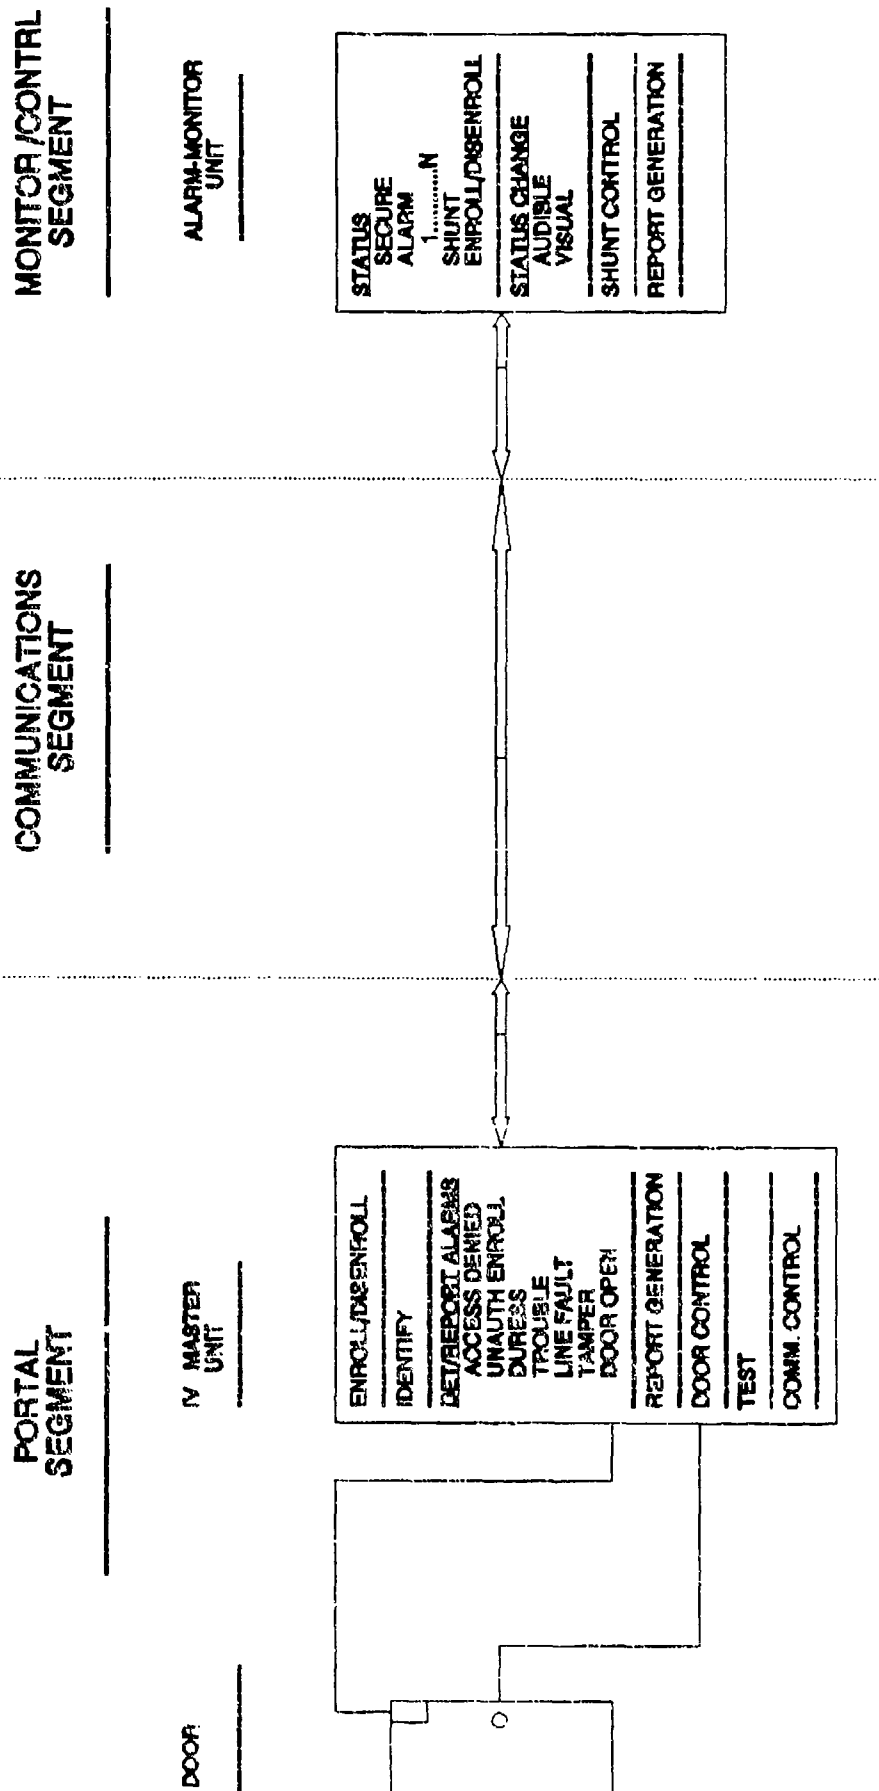 PORTAL
SEGMENT
COMMUNICATIONS
SEGMENT
MONITOR/CONTRL
SEGMENT
DOOR
IV MASTER
UNIT
ALARM-MONITOR
UNIT
ENROLL/DISENROLL
IDENTIFY
DET/REPORT ALARMS
ACCESS DENIED
UNAUTH ENROLL
DURESS
TROUBLE
LINE FAULT
TAMPER
DOOR OPEN
REPORT GENERATION
DOOR CONTROL
TEST
COMM. CONTROL
STATUS
SECURE
ALARM
1..........N
SHUNT
ENROLL/DISENROLL
STATUS CHANGE
AUDIBLE
VISUAL
SHUNT CONTROL
REPORT GENERATION